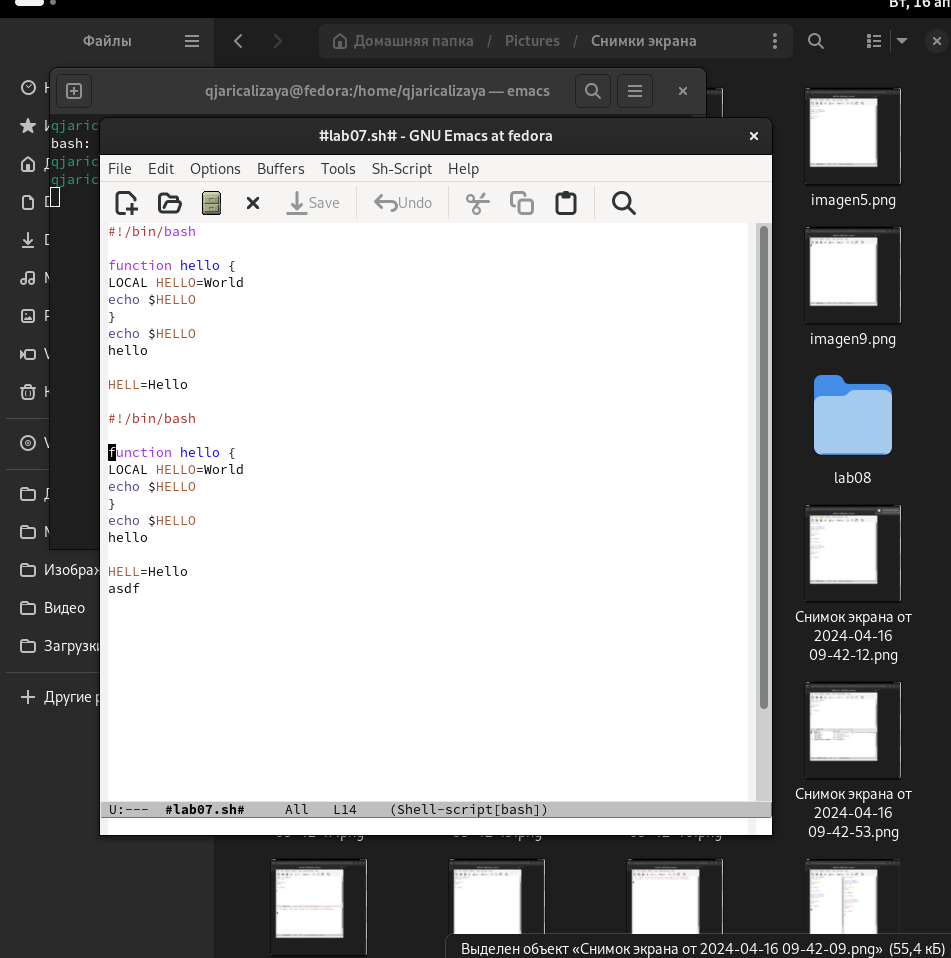 Вт, 16 ап
Файлы
Домашняя папка / Pictures / Снимки экрана
qjaricalizaya@fedora:/home/qjaricalizaya — emacs
qjaric
bash:
qjaric
qjaric
#lab07.sh# - GNU Emacs at fedora
File Edit Options Buffers Tools Sh-Script Help
Save Undo
#!/bin/bash
function hello {
LOCAL HELLO=World
echo $HELLO
}
echo $HELLO
hello
HELL=Hello
#!/bin/bash
function hello {
LOCAL HELLO=World
echo $HELLO
}
echo $HELLO
hello
HELL=Hello
asdf
U:--- #lab07.sh# All L14 (Shell-script[bash])
Изображ
Видео
Загрузки
Другие р
imagen5.png
imagen9.png
lab08
Снимок экрана от
2024-04-16
09-42-12.png
Снимок экрана от
2024-04-16
09-42-53.png
Выделен объект «Снимок экрана от 2024-04-16 09-42-09.png» (55,4 кБ)